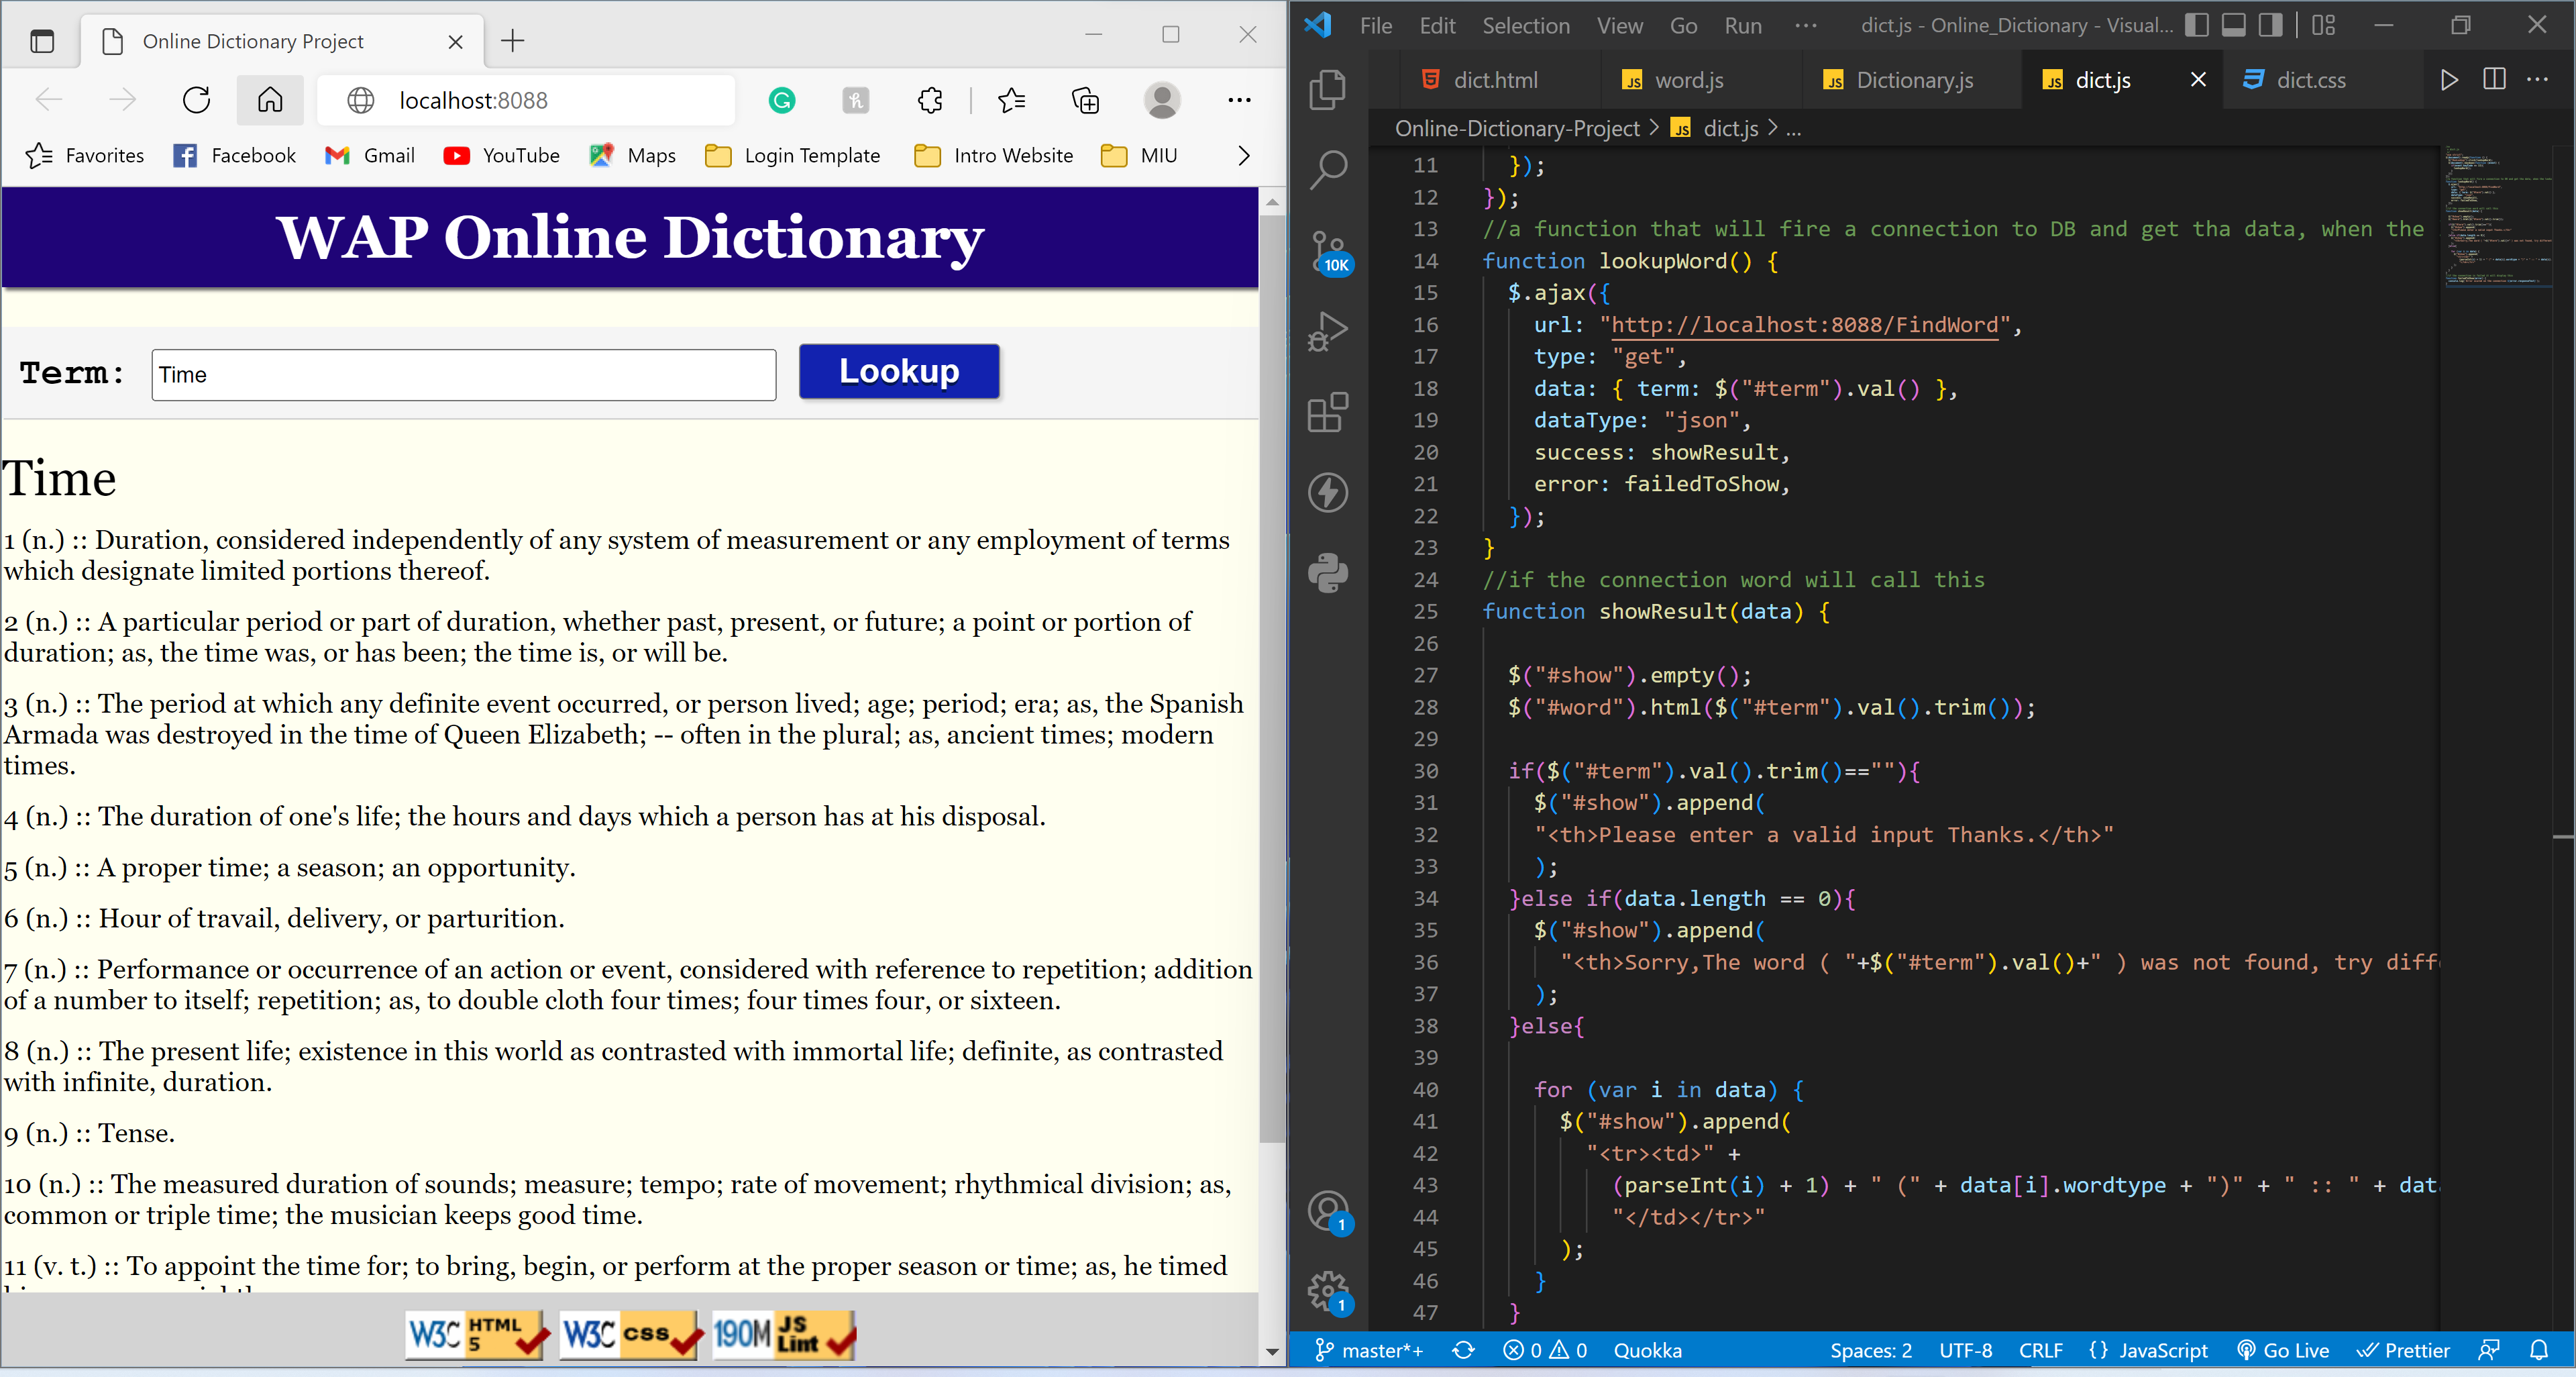 Online Dictionary Project
localhost:8088
Favorites Facebook Gmail YouTube Maps Login Template Intro Website MIU
WAP Online Dictionary
Term: Time Lookup
Time
1 (n.) :: Duration, considered independently of any system of measurement or any employment of terms
which designate limited portions thereof.
2 (n.) :: A particular period or part of duration, whether past, present, or future; a point or portion of
duration; as, the time was, or has been; the time is, or will be.
3 (n.) :: The period at which any definite event occurred, or person lived; age; period; era; as, the Spanish
Armada was destroyed in the time of Queen Elizabeth; -- often in the plural; as, ancient times; modern
times.
4 (n.) :: The duration of one's life; the hours and days which a person has at his disposal.
5 (n.) :: A proper time; a season; an opportunity.
6 (n.) :: Hour of travail, delivery, or parturition.
7 (n.) :: Performance or occurrence of an action or event, considered with reference to repetition; addition
of a number to itself; repetition; as, to double cloth four times; four times four, or sixteen.
8 (n.) :: The present life; existence in this world as contrasted with immortal life; definite, as contrasted
with infinite, duration.
9 (n.) :: Tense.
10 (n.) :: The measured duration of sounds; measure; tempo; rate of movement; rhythmical division; as,
common or triple time; the musician keeps good time.
11 (v. t.) :: To appoint the time for; to bring, begin, or perform at the proper season or time; as, he timed
W3C HTML 5 W3C CSS 190M JS Lint
File Edit Selection View Go Run ··· dict.js - Online_Dictionary - Visual...
dict.html word.js Dictionary.js dict.js dict.css
Online-Dictionary-Project > dict.js > ...
10K
1
1
11 });
12 });
13 //a function that will fire a connection to DB and get tha data, when the
14 function lookupWord() {
15 $.ajax({
16 url: "http://localhost:8088/FindWord",
17 type: "get",
18 data: { term: $("#term").val() },
19 dataType: "json",
20 success: showResult,
21 error: failedToShow,
22 });
23 }
24 //if the connection word will call this
25 function showResult(data) {
26
27 $("#show").empty();
28 $("#word").html($("#term").val().trim());
29
30 if($("#term").val().trim()==""){
31 $("#show").append(
32 "<th>Please enter a valid input Thanks.</th>"
33 );
34 }else if(data.length == 0){
35 $("#show").append(
36 "<th>Sorry,The word ( "+$("#term").val()+" ) was not found, try diff
37 );
38 }else{
39
40 for (var i in data) {
41 $("#show").append(
42 "<tr><td>" +
43 (parseInt(i) + 1) + " (" + data[i].wordtype + ")" + " :: " + dat
44 "</td></tr>"
45 );
46 }
47 }
master*+ 0 0 Quokka Spaces: 2 UTF-8 CRLF {} JavaScript Go Live Prettier